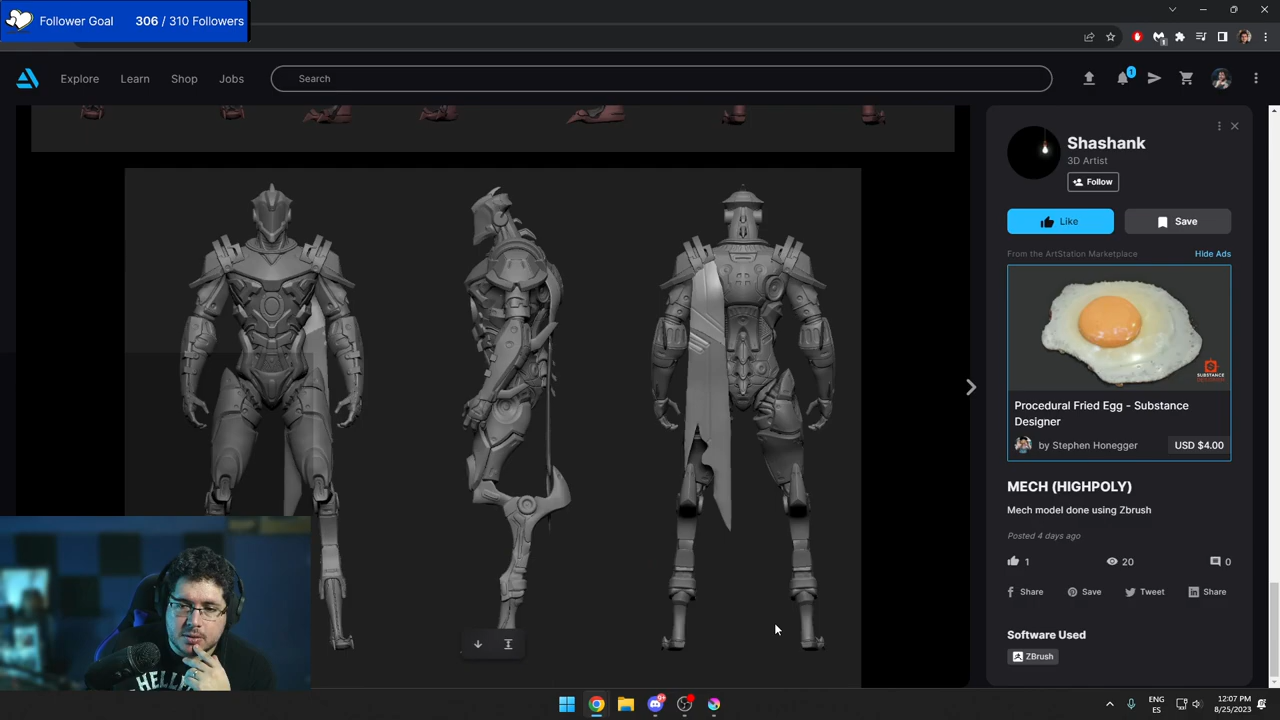 Follower Goal 306 / 310 Followers
Explore Learn Shop Jobs Search 1
Shashank
3D Artist
Follow
Like Save
From the ArtStation Marketplace Hide Ads
SUBSTANCE
Procedural Fried Egg - Substance
Designer
by Stephen Honegger USD $4.00
MECH (HIGHPOLY)
Mech model done using Zbrush
Posted 4 days ago
1 20 0
Share Save Tweet Share
Software Used
ZBrush
HELL
ENG
ES
12:07 PM
8/25/2023